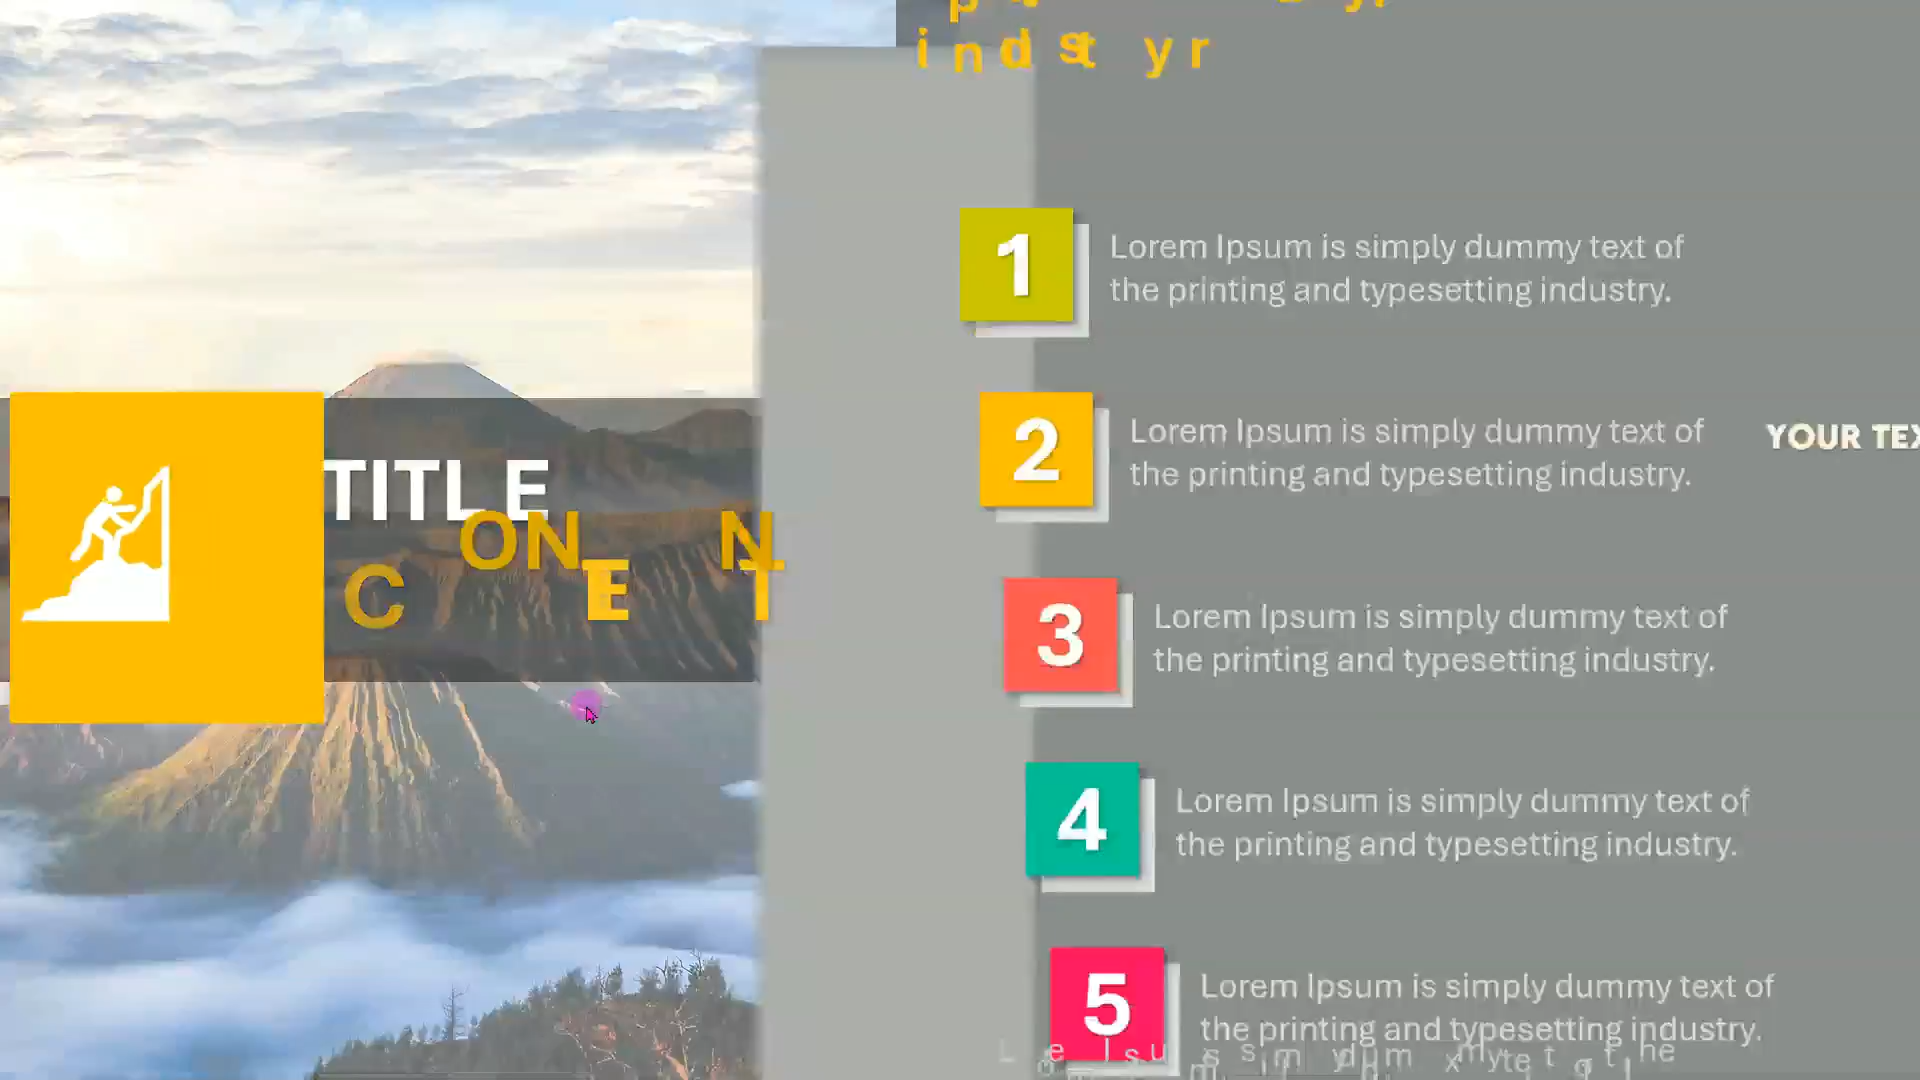 1
Lorem Ipsum is simply dummy text of
the printing and typesetting industry.
2
Lorem Ipsum is simply dummy text of
the printing and typesetting industry.
YOUR
TITLE
3
Lorem Ipsum is simply dummy text of
the printing and typesetting industry.
4
Lorem Ipsum is simply dummy text of
the printing and typesetting industry.
5
Lorem Ipsum is simply dummy text of
the printing and typesetting industry.